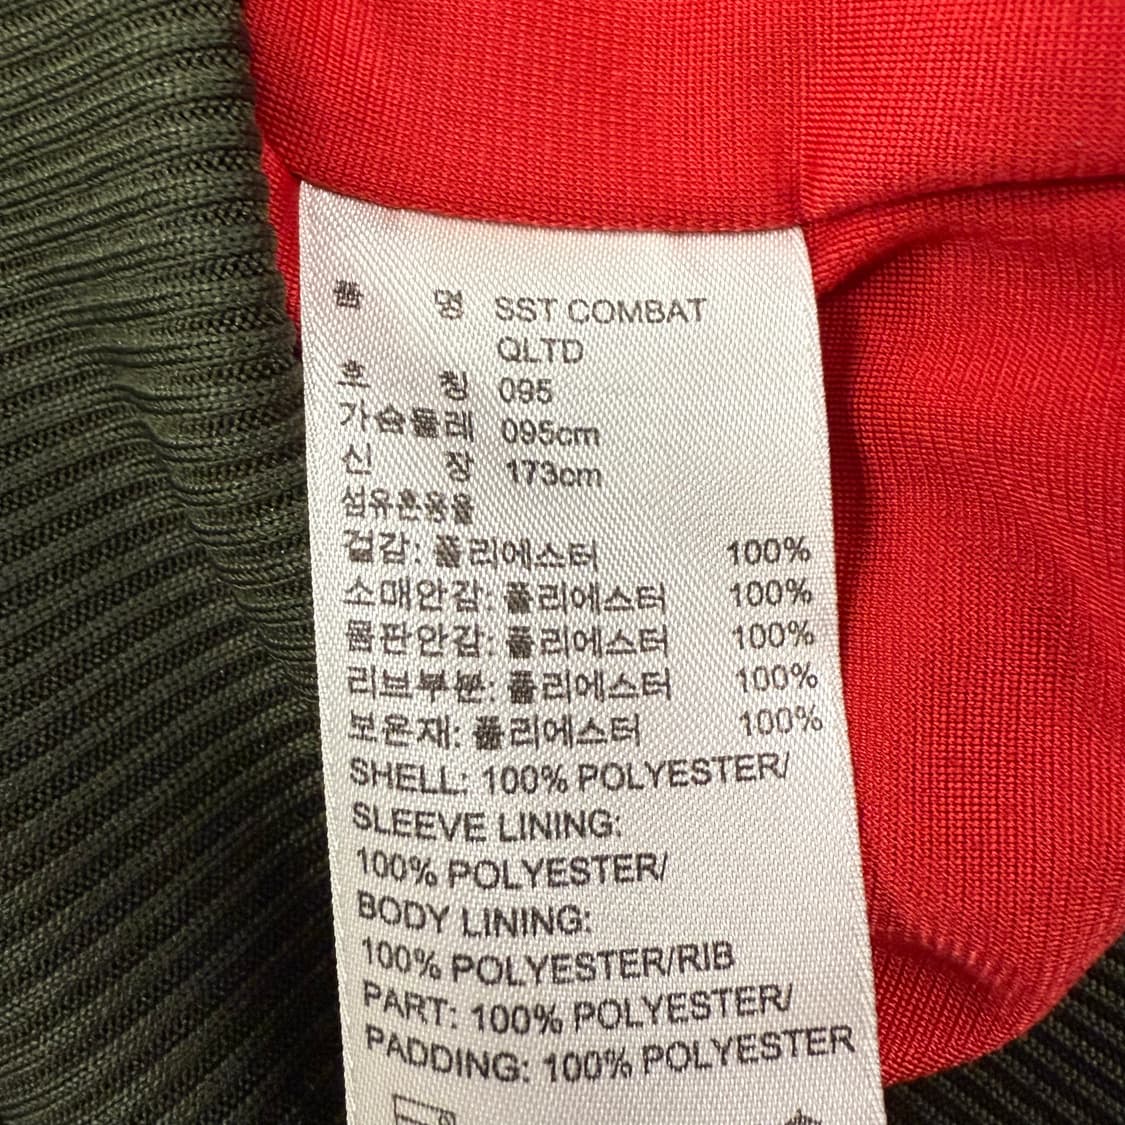 품 명 SST COMBAT
QLTD
호 칭 095
가슴둘레 095cm
신 장 173cm
섬유혼용율
겉감: 폴리에스터 100%
소매안감: 폴리에스터 100%
몸판안감: 폴리에스터 100%
리브부분: 폴리에스터 100%
보온재: 폴리에스터 100%
SHELL: 100% POLYESTER/
SLEEVE LINING:
100% POLYESTER/
BODY LINING:
100% POLYESTER/RIB
PART: 100% POLYESTER/
PADDING: 100% POLYESTER